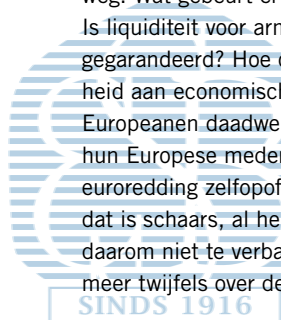 weg? Wat gebeurt er
Is liquiditeit voor arm
gegarandeerd? Hoe
heid aan economisch
Europeanen daadwe
hun Europese mede
euroredding zelfopof
dat is schaars, al he
daarom niet te verba
meer twijfels over de
SINDS 1916